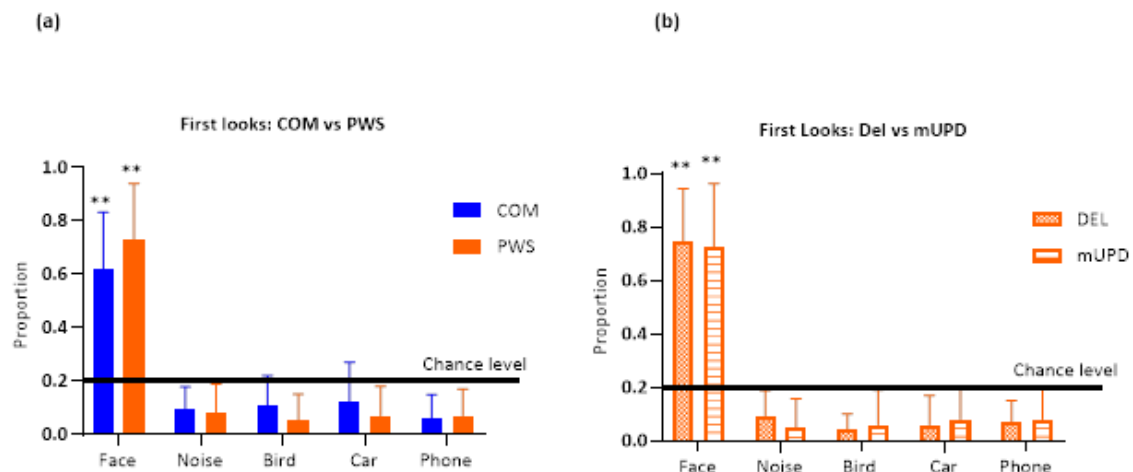 (a)
First looks: COM vs PWS
Proportion
1.0
0.8
0.6
0.4
0.2
0.0
**
**
COM
PWS
Chance level
Face Noise Bird Car Phone
(b)
First Looks: Del vs mUPD
Proportion
1.0
0.8
0.6
0.4
0.2
0.0
** **
DEL
mUPD
Chance level
Face Noise Bird Car Phone